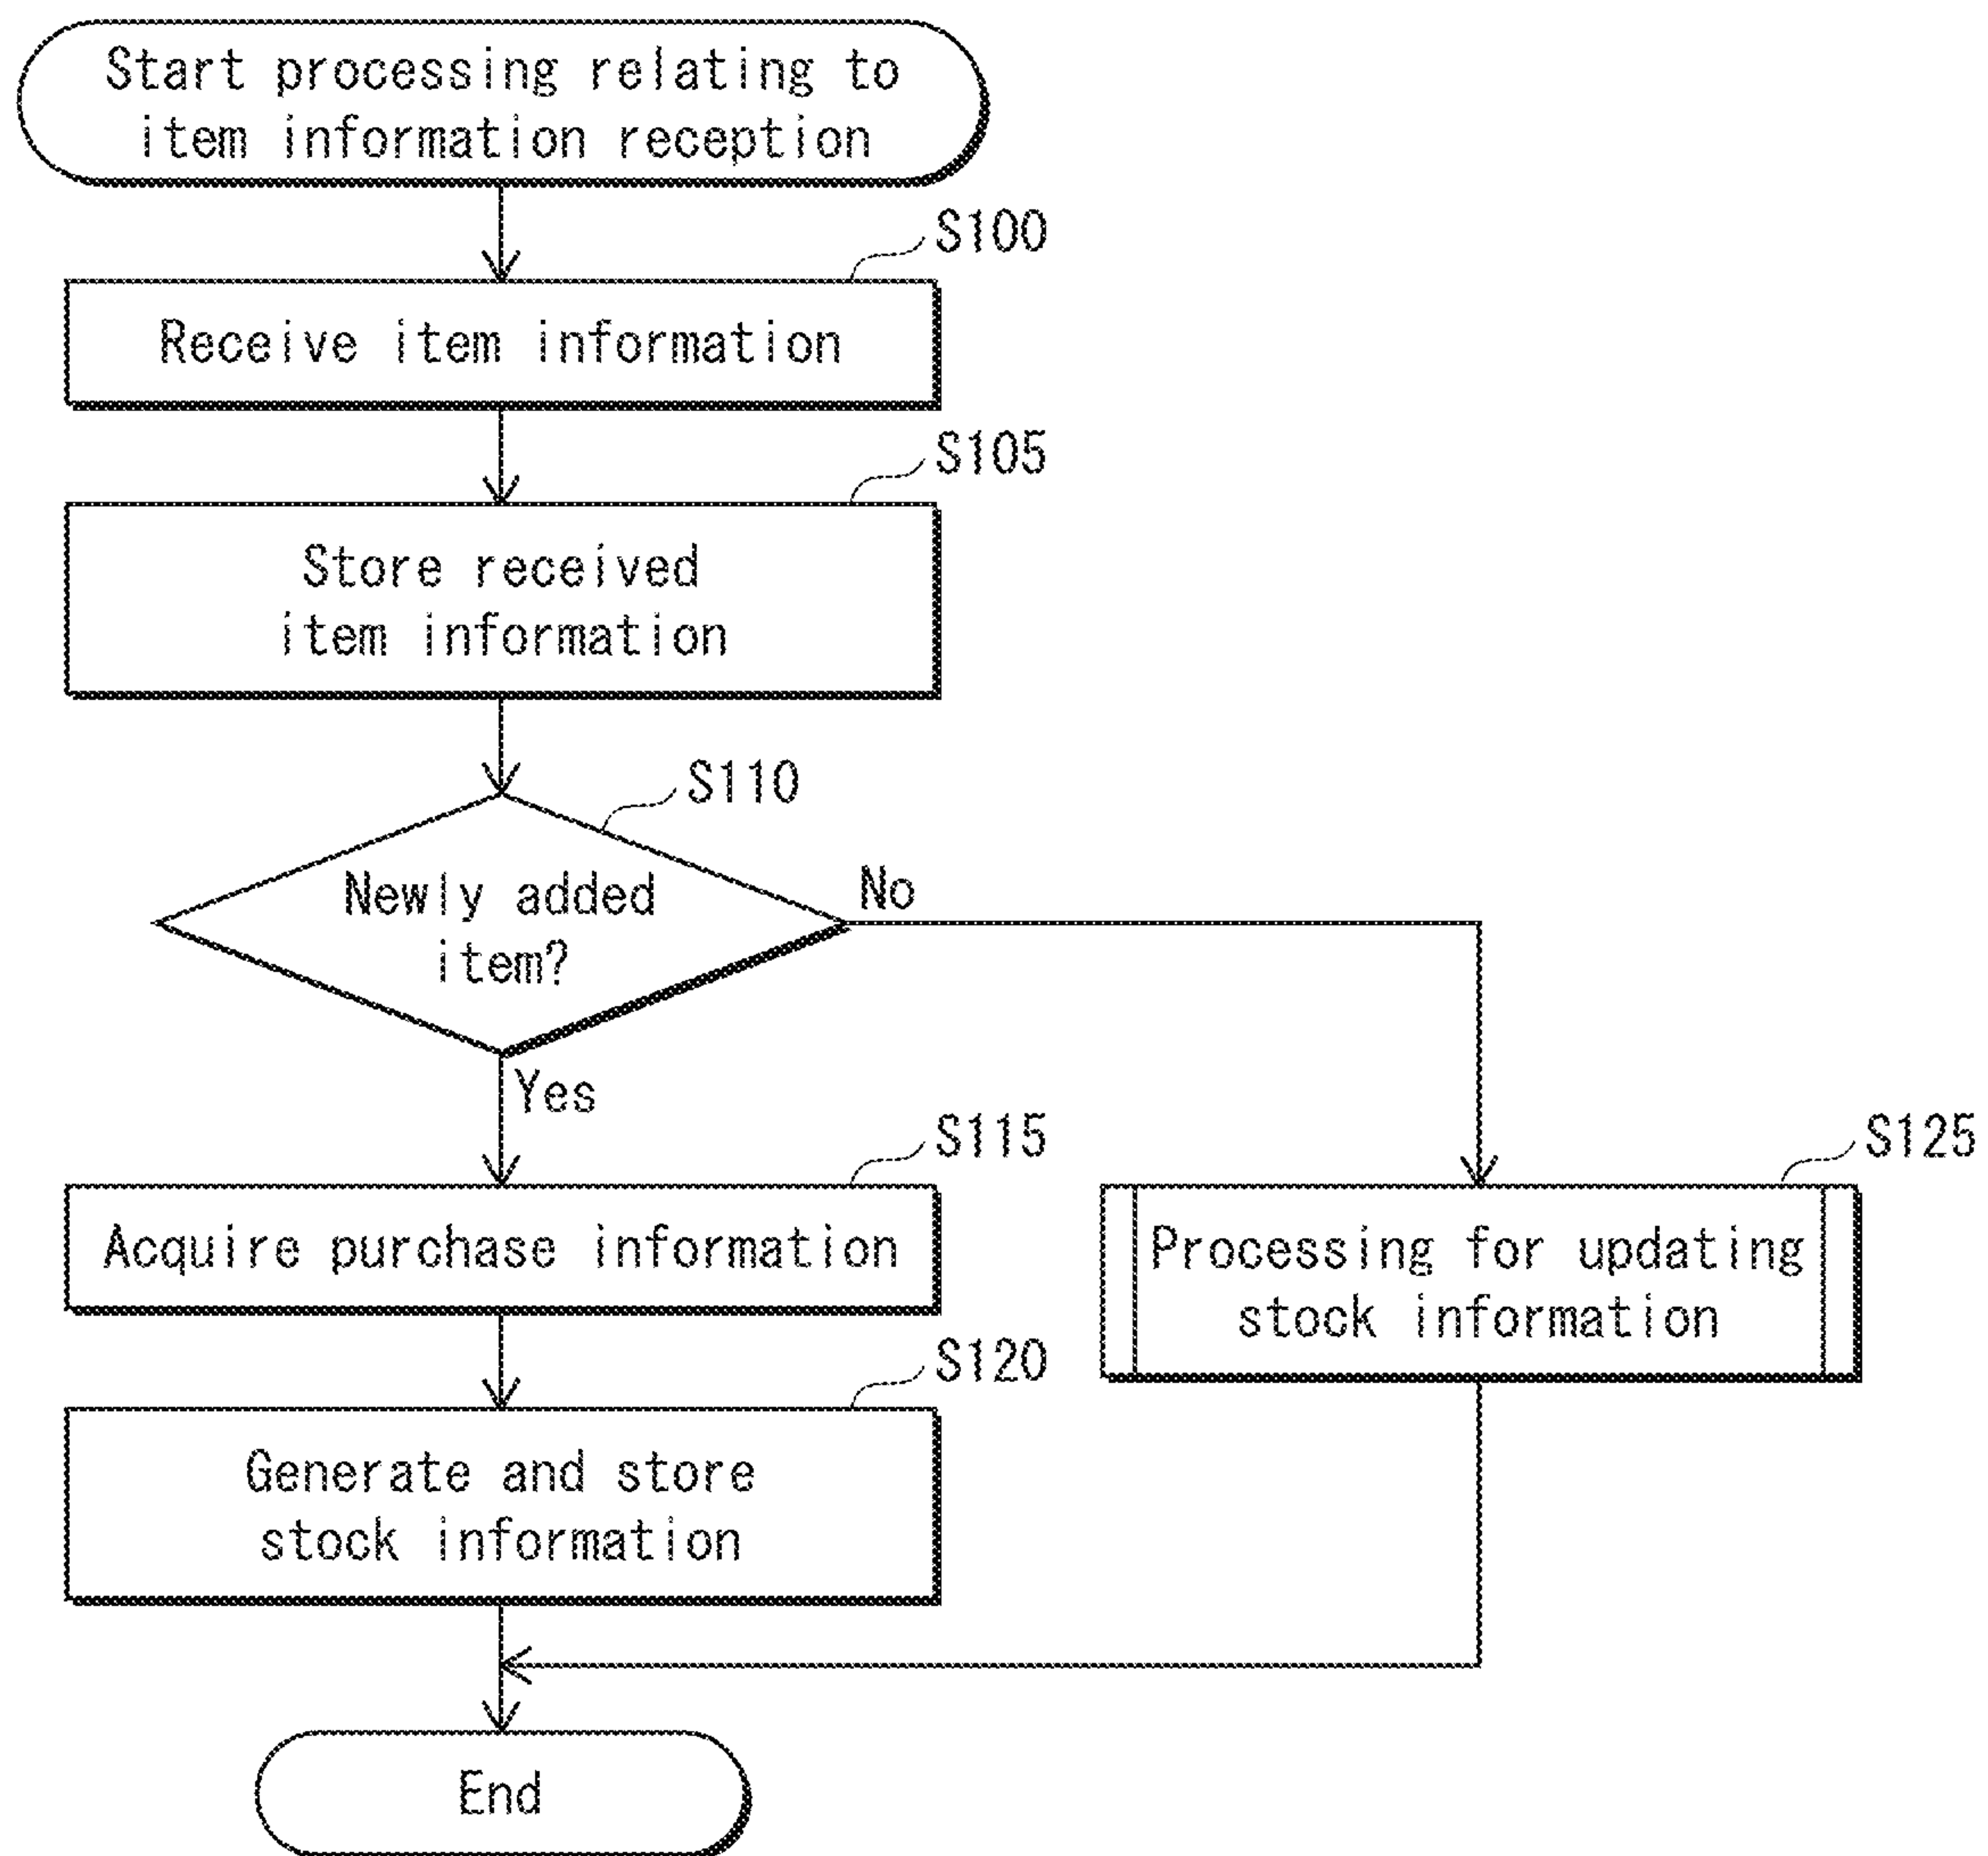 Start processing relating to
item information reception
S100
Receive item information
S105
Store received
item information
S110
Newly added
item?
No
Yes
S115
Acquire purchase information
S125
Processing for updating
stock information
S120
Generate and store
stock information
End